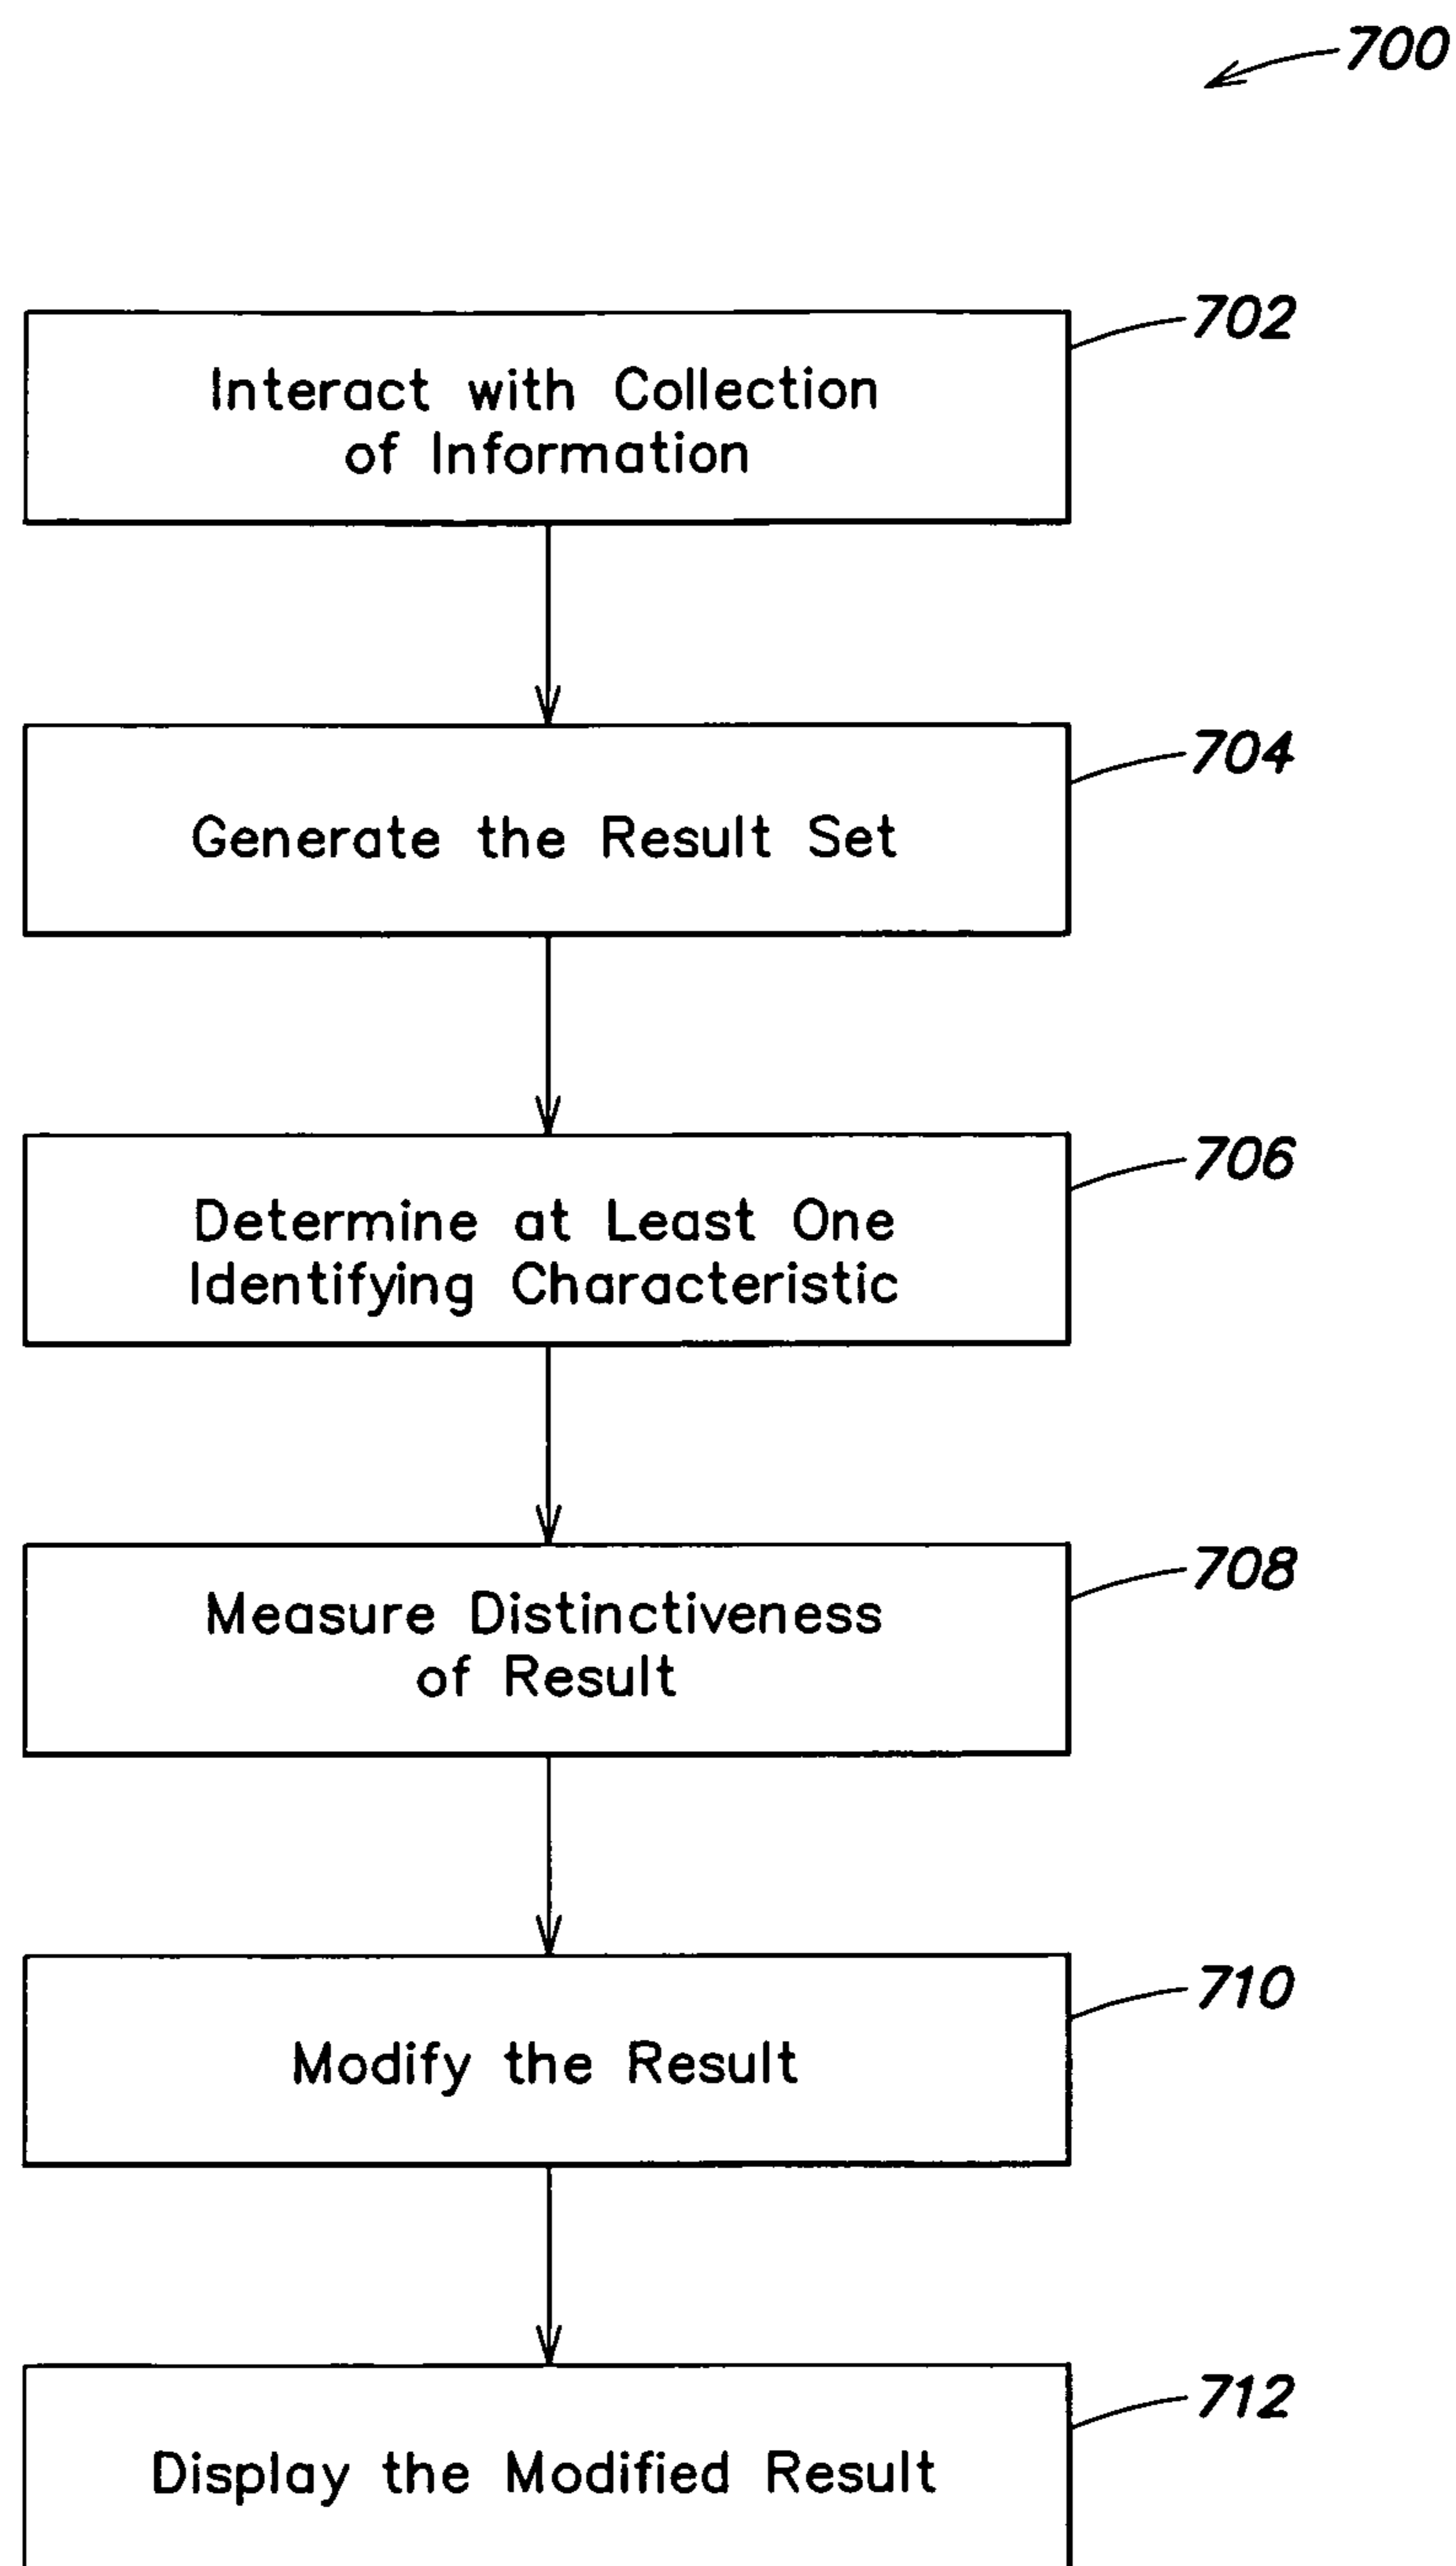 700
702
Interact with Collection
of Information
704
Generate the Result Set
706
Determine at Least One
Identifying Characteristic
708
Measure Distinctiveness
of Result
710
Modify the Result
712
Display the Modified Result